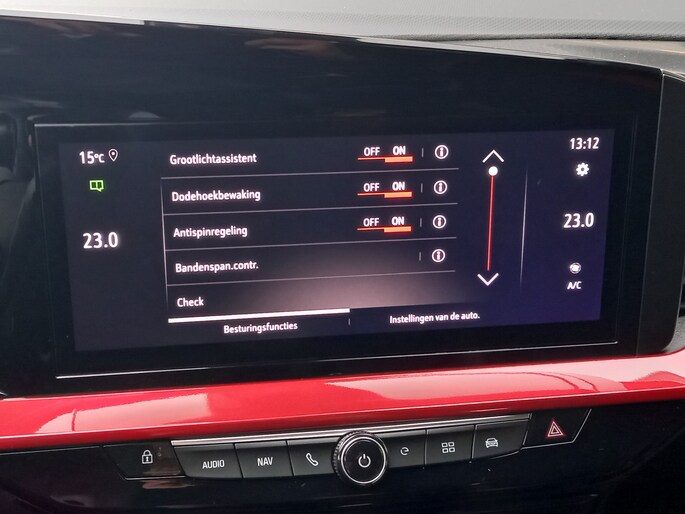 15°C
13:12
Grootlichtassistent OFF ON
Dodehoekbewaking OFF ON
23.0
23.0
Antispinregeling OFF ON
Bandenspan.contr.
Check
A/C
Besturingsfuncties
Instellingen van de auto.
AUDIO
NAV